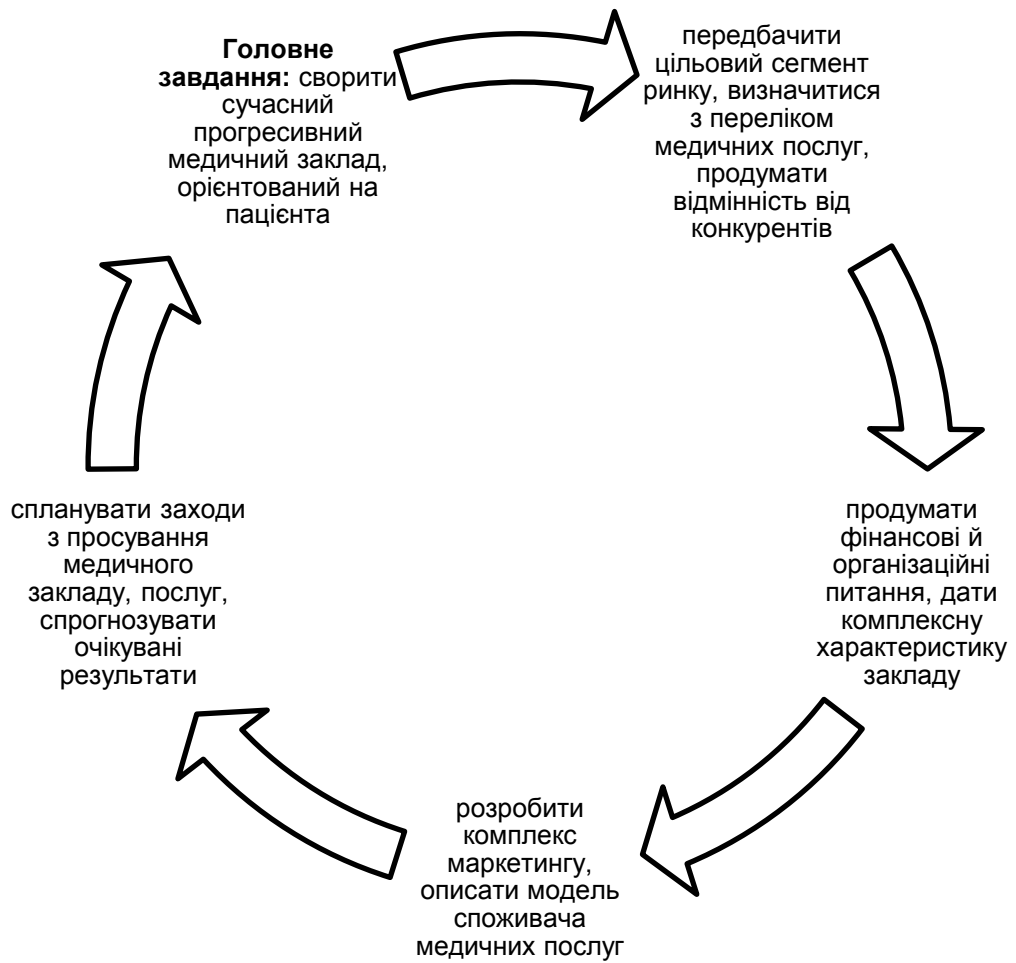 Головне
завдання: сворити
сучасний
прогресивний
медичний заклад,
орієнтований на
пацієнта
передбачити
цільовий сегмент
ринку, визначитися
з переліком
медичних послуг,
продумати
відмінність від
конкурентів
продумати
фінансові й
організаційні
питання, дати
комплексну
характеристику
закладу
розробити
комплекс
маркетингу,
описати модель
споживача
медичних послуг
спланувати заходи
з просування
медичного
закладу, послуг,
спрогнозувати
очікувані
результати